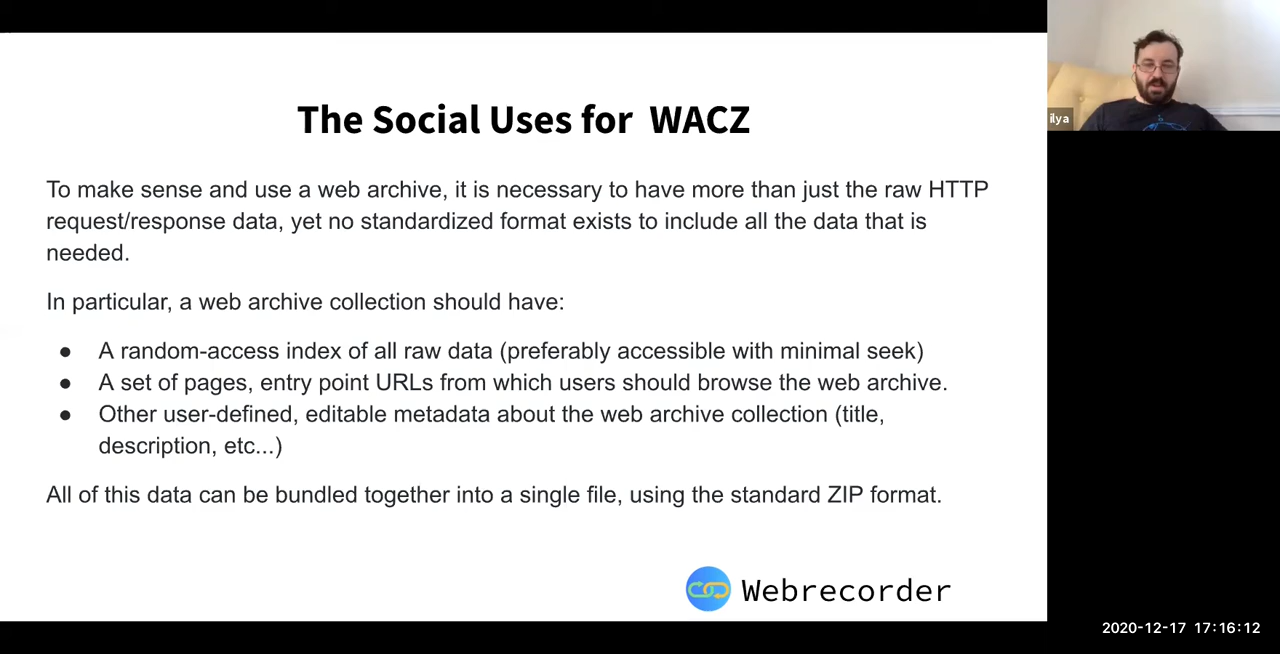 The Social Uses for WACZ
To make sense and use a web archive, it is necessary to have more than just the raw HTTP
request/response data, yet no standardized format exists to include all the data that is
needed.
In particular, a web archive collection should have:
● A random-access index of all raw data (preferably accessible with minimal seek)
● A set of pages, entry point URLs from which users should browse the web archive.
● Other user-defined, editable metadata about the web archive collection (title,
description, etc...)
All of this data can be bundled together into a single file, using the standard ZIP format.
Webrecorder
ilya
2020-12-17 17:16:12